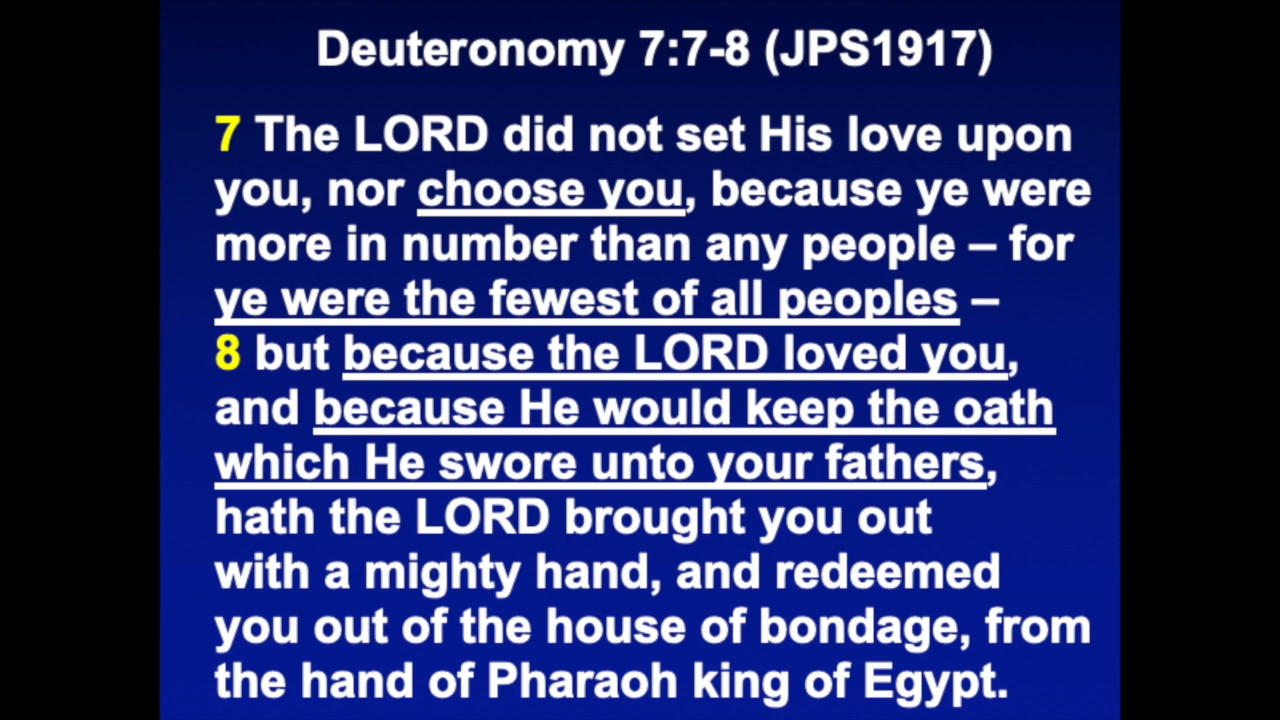 Deuteronomy 7:7-8 (JPS1917)
7 The LORD did not set His love upon
you, nor choose you, because ye were
more in number than any people – for
ye were the fewest of all peoples –
8 but because the LORD loved you,
and because He would keep the oath
which He swore unto your fathers,
hath the LORD brought you out
with a mighty hand, and redeemed
you out of the house of bondage, from
the hand of Pharaoh king of Egypt.